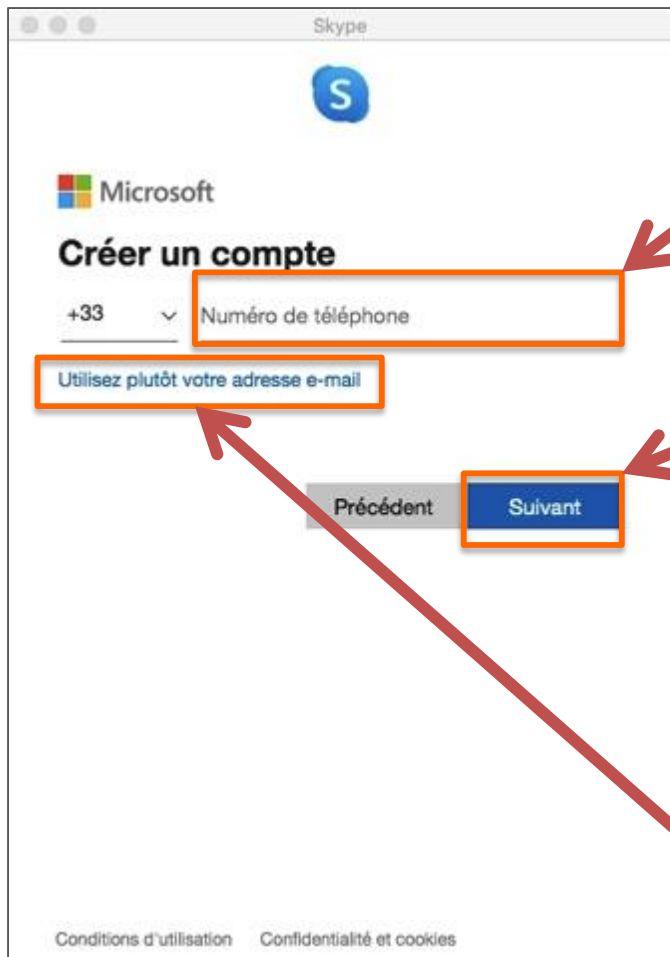 Skype
S
Microsoft
Créer un compte
+33 Numéro de téléphone
Utilisez plutôt votre adresse e-mail
Précédent Suivant
Conditions d'utilisation Confidentialité et cookies